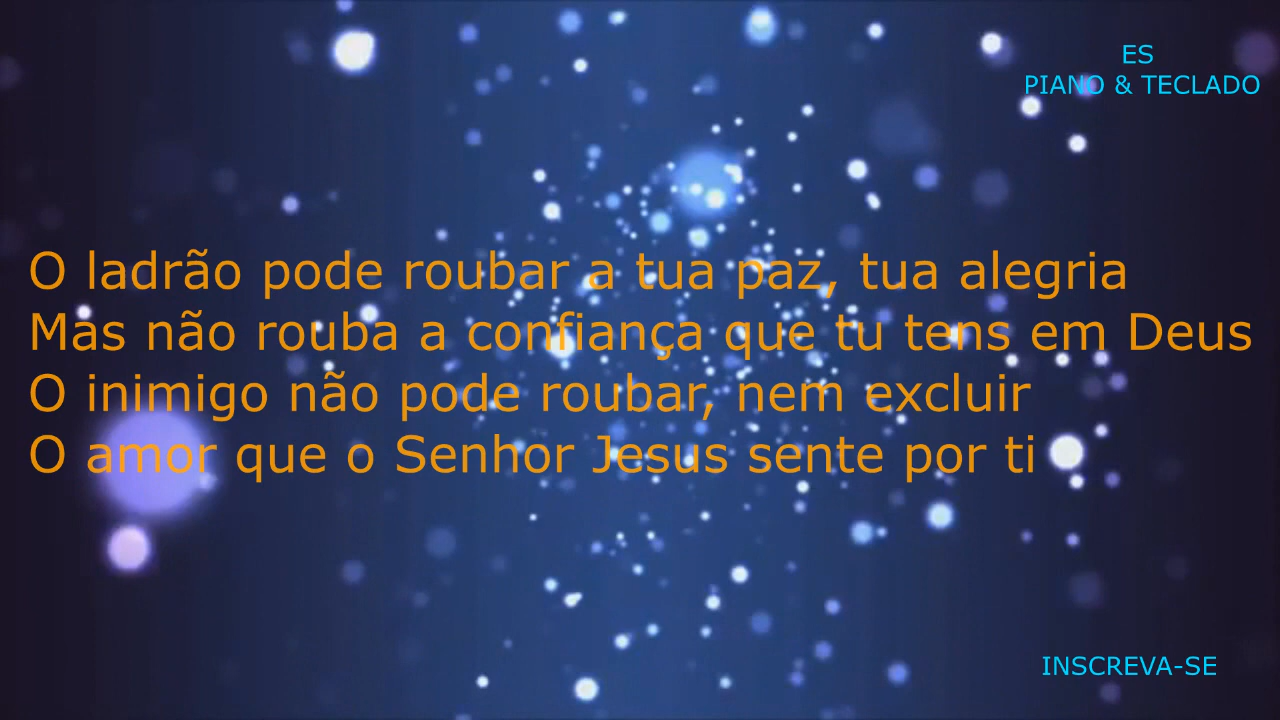 ES
PIANO & TECLADO
O ladrão pode roubar a tua paz, tua alegria
Mas não rouba a confiança que tu tens em Deus
O inimigo não pode roubar, nem excluir
O amor que o Senhor Jesus sente por ti
INSCREVA-SE